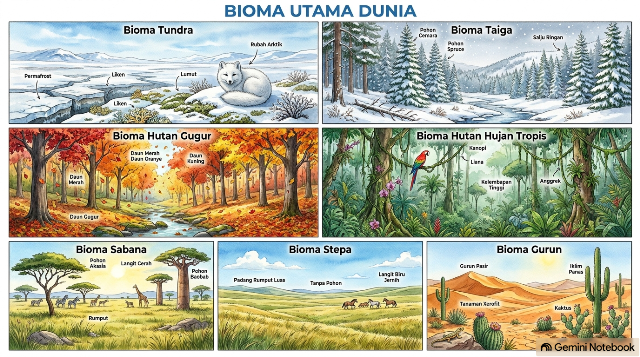 BIOMA UTAMA DUNIA
Bioma Tundra
Rubah Arktik
Permafrost
Liken
Lumut
Liken
Bioma Taiga
Pohon
Cemara
Pohon
Spruce
Salju Ringan
Bioma Hutan Gugur
Daun Merah
Daun Oranye
Daun
Kuning
Daun
Merah
Daun Gugur
Bioma Hutan Hujan Tropis
Kanopi
Liana
Kelembapan
Tinggi
Anggrek
Bioma Sabana
Pohon
Akasis
Langit Cerah
Pohon
Baobab
Rumput
Bioma Stepa
Padang Rumput Luas
Tanpa Pohon
Langit Biru
Jernih
Bioma Gurun
Gurun Pasir
Iklim
Panas
Tanaman Xerofit
Kaktus
Gemini Notebook